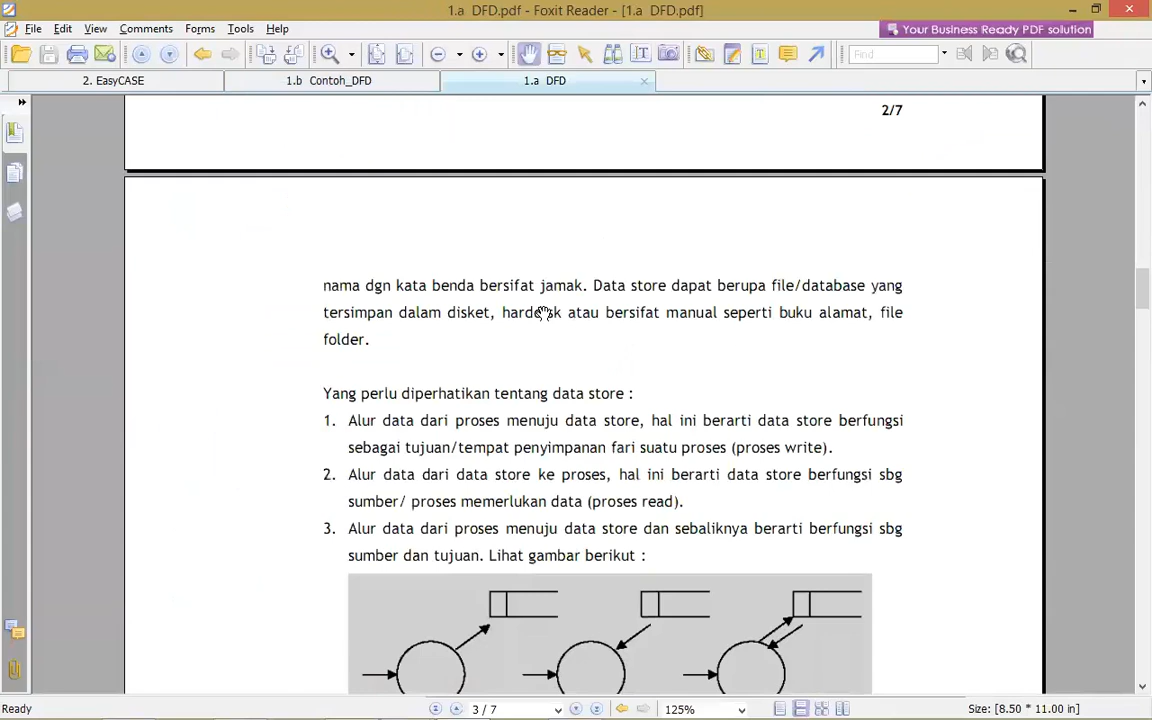 1.a DFD.pdf - Foxit Reader - [1.a DFD.pdf]
File Edit View Comments Forms Tools Help
Your Business Ready PDF solution
Find
2. EasyCASE
1.b Contoh_DFD
1.a DFD
2/7
nama dgn kata benda bersifat jamak. Data store dapat berupa file/database yang
tersimpan dalam disket, atau bersifat manual seperti buku alamat, file
folder.
Yang perlu diperhatikan tentang data store :
1. Alur data dari proses menuju data store, hal ini berarti data store berfungsi
sebagai tujuan/tempat penyimpanan fari suatu proses (proses write).
2. Alur data dari data store ke proses, hal ini berarti data store berfungsi sbg
sumber/ proses memerlukan data (proses read).
3. Alur data dari proses menuju data store dan sebaliknya berarti berfungsi sbg
sumber dan tujuan. Lihat gambar berikut :
Ready
3 / 7
125%
Size: [8.50 * 11.00 in]